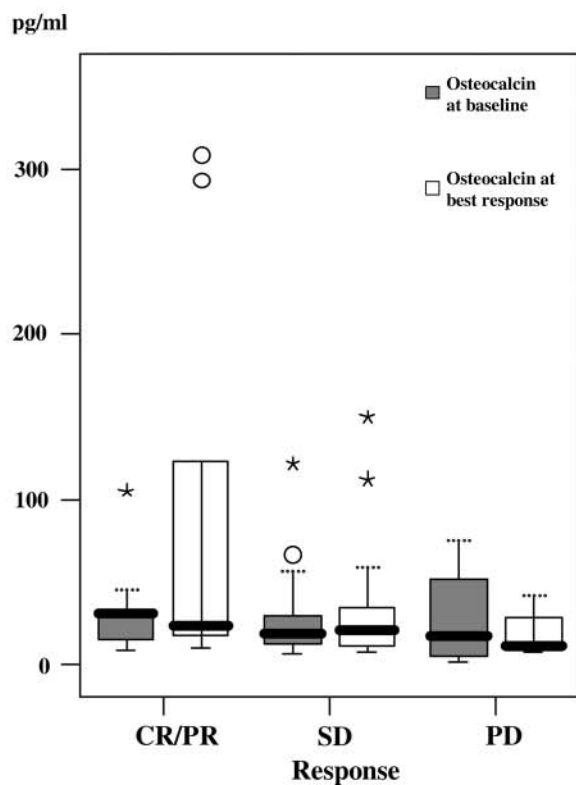 pg/ml
Osteocalcin
at baseline
Osteocalcin at
best response
300
200
100
0
CR/PR SD PD
Response